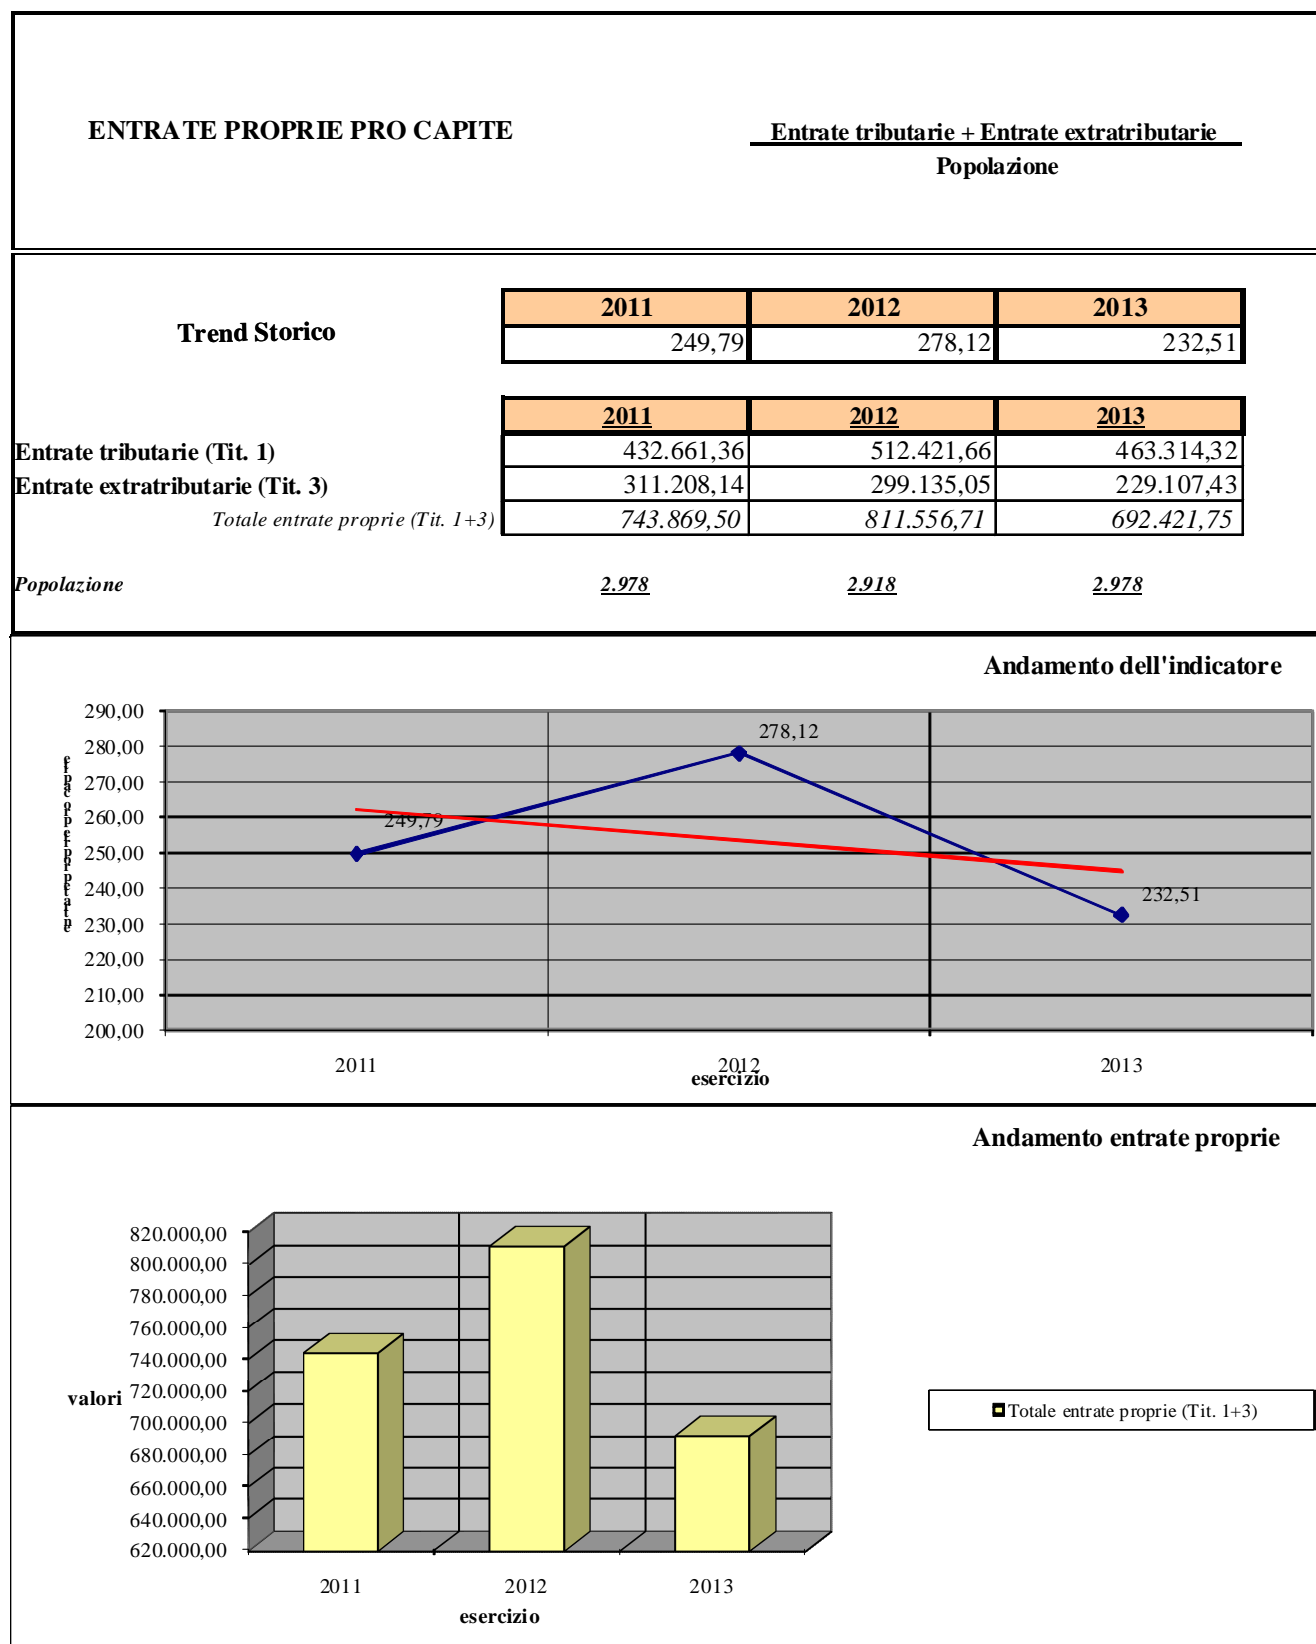 ENTRATE PROPRIE PRO CAPITE
Entrate tributarie + Entrate extratributarie
Popolazione
Trend Storico
2011 2012 2013
249,79 278,12 232,51
2011 2012 2013
Entrate tributarie (Tit. 1) 432.661,36 512.421,66 463.314,32
Entrate extratributarie (Tit. 3) 311.208,14 299.135,05 229.107,43
Totale entrate proprie (Tit. 1+3) 743.869,50 811.556,71 692.421,75
Popolazione 2.978 2.918 2.978
Andamento dell'indicatore
entrate proprie procapite
290,00
280,00
270,00
260,00
250,00
240,00
230,00
220,00
210,00
200,00
249,79
278,12
232,51
2011 2012 2013
esercizio
Andamento entrate proprie
820.000,00
800.000,00
780.000,00
760.000,00
740.000,00
720.000,00
700.000,00
680.000,00
660.000,00
640.000,00
620.000,00
valori
2011 2012 2013
esercizio
Totale entrate proprie (Tit. 1+3)